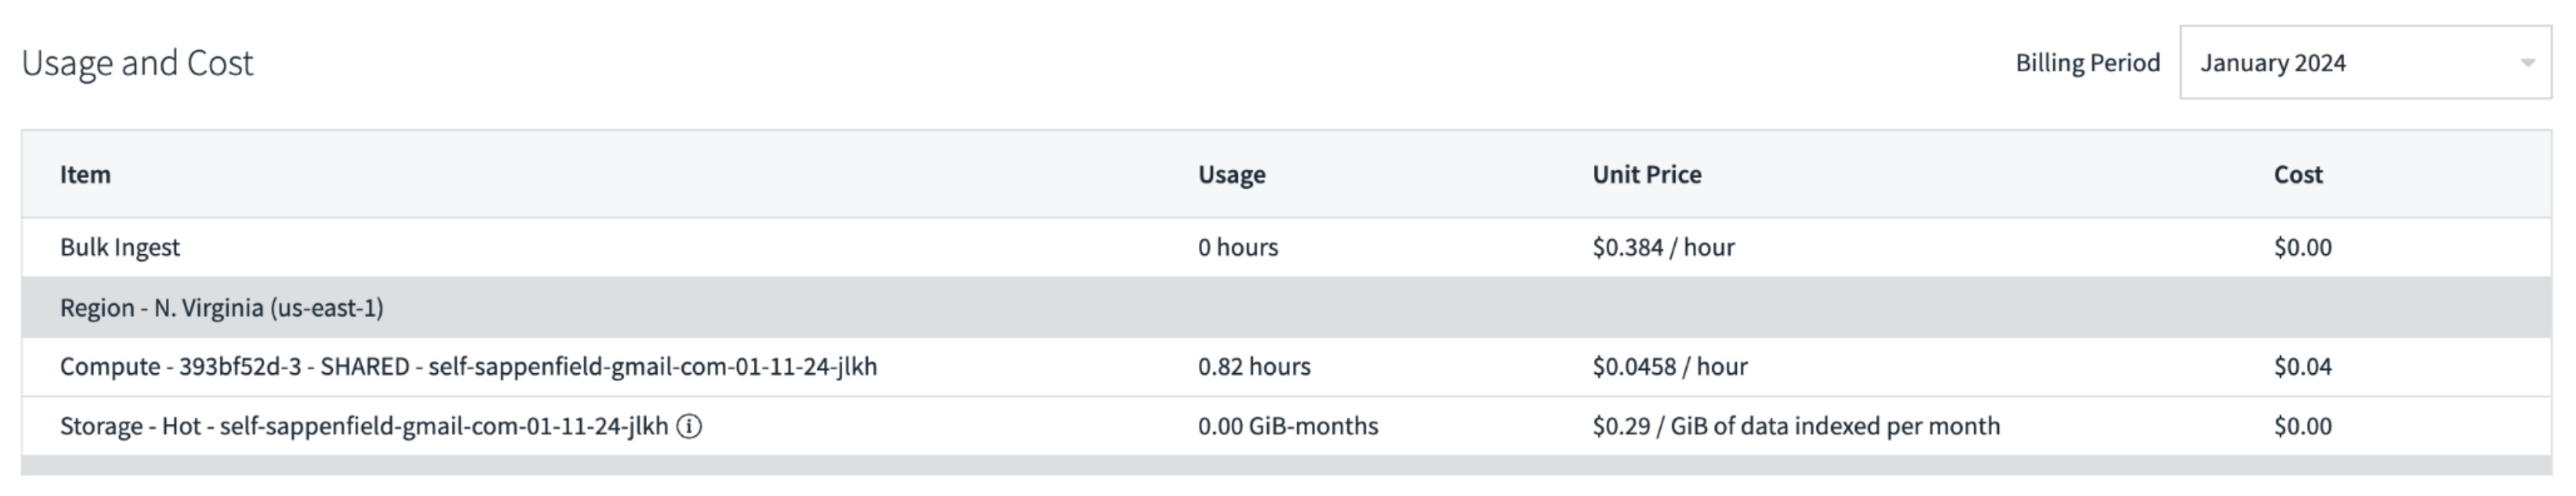 Usage and Cost
Billing Period January 2024
Item Usage Unit Price Cost
Bulk Ingest 0 hours $0.384 / hour $0.00
Region - N. Virginia (us-east-1)
Compute - 393bf52d-3 - SHARED - self-sappenfield-gmail-com-01-11-24-jlkh 0.82 hours $0.0458 / hour $0.04
Storage - Hot - self-sappenfield-gmail-com-01-11-24-jlkh 0.00 GiB-months $0.29 / GiB of data indexed per month $0.00